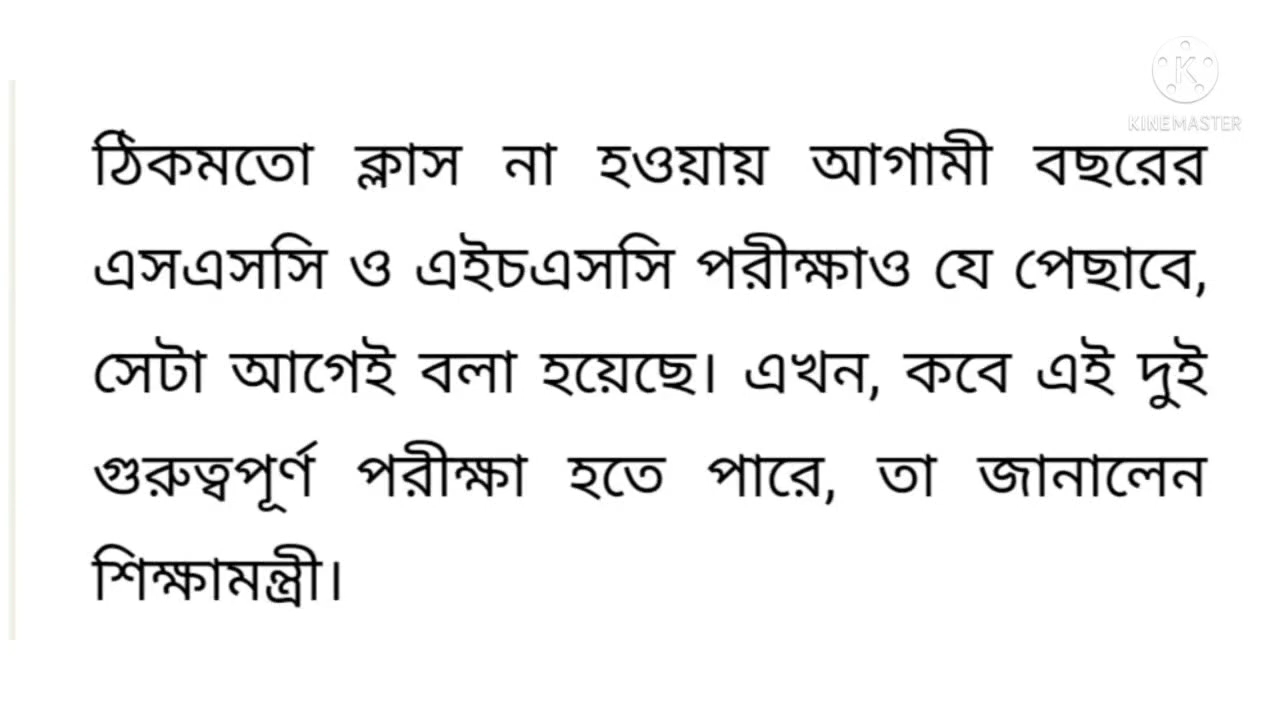 KINEMASTER
ঠিকমতো ক্লাস না হওয়ায় আগামী বছরের
এসএসসি ও এইচএসসি পরীক্ষাও যে পেছাবে,
সেটা আগেই বলা হয়েছে। এখন, কবে এই দুই
গুরুত্বপূর্ণ পরীক্ষা হতে পারে, তা জানালেন
শিক্ষামন্ত্রী।